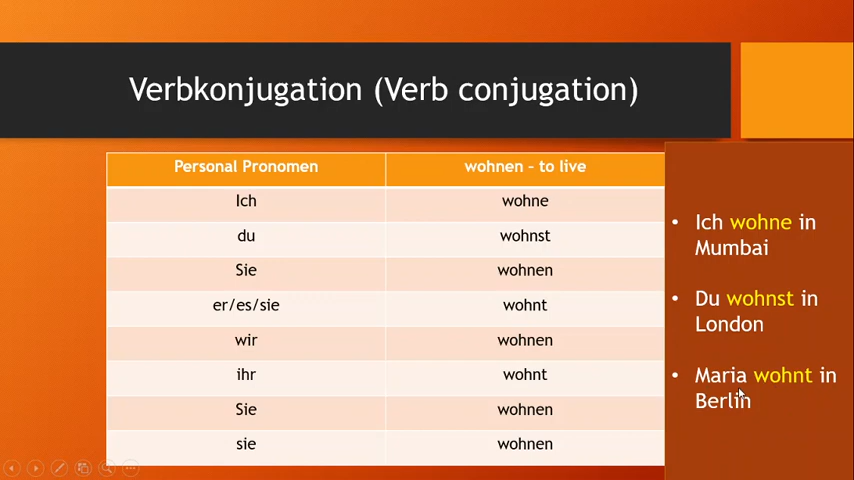 Verbkonjugation (Verb conjugation)
Personal Pronomen wohnen – to live
Ich wohne
du wohnst
Sie wohnen
er/es/sie wohnt
wir wohnen
ihr wohnt
Sie wohnen
sie wohnen
• Ich wohne in
Mumbai
• Du wohnst in
London
• Maria wohnt in
Berlin